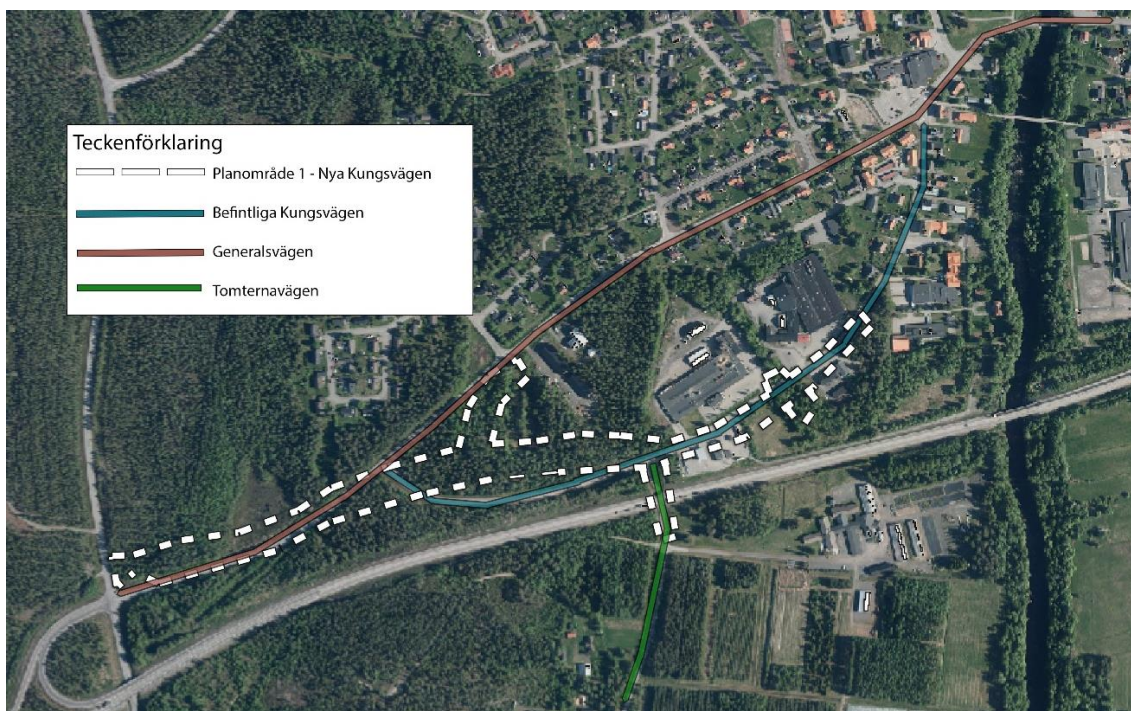 Teckenförklaring
Planområde 1 - Nya Kungsvägen
Befintliga Kungsvägen
Generalsvägen
Tomternavägen